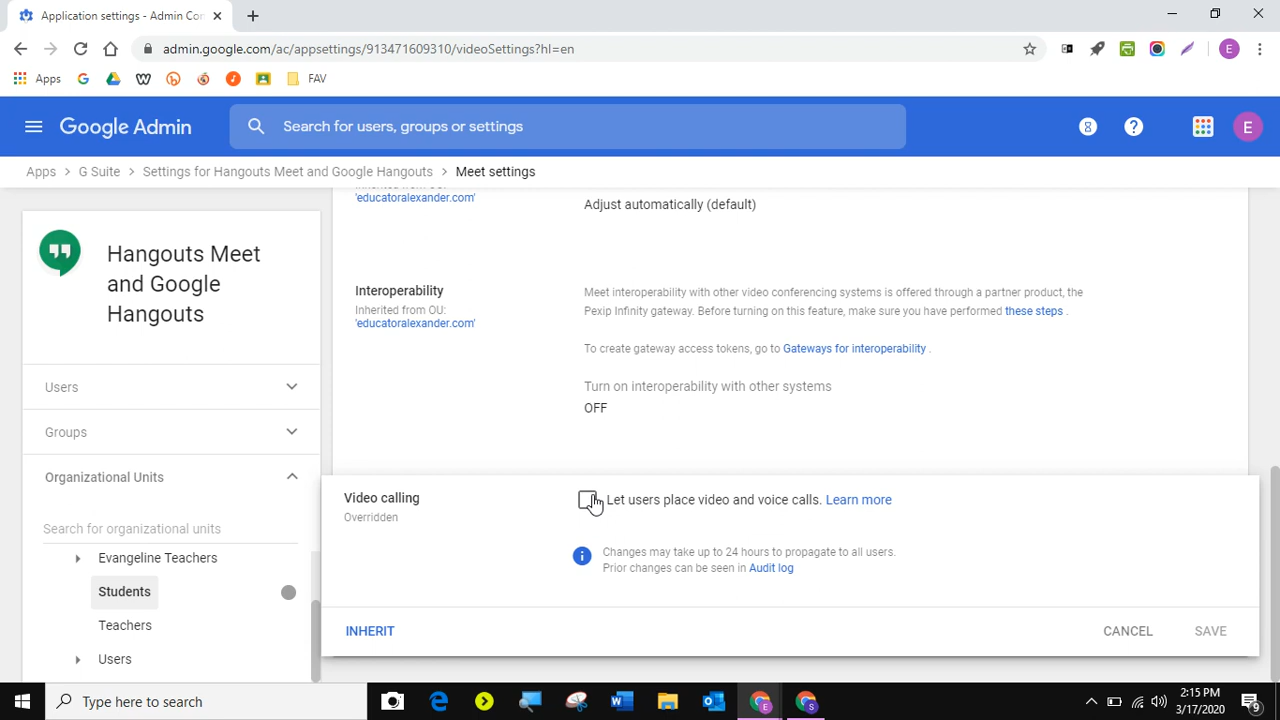 Application settings - Admin Con
admin.google.com/ac/appsettings/913471609310/videoSettings?hl=en
E
Apps
FAV
Google Admin
Search for users, groups or settings
E
Apps > G Suite > Settings for Hangouts Meet and Google Hangouts > Meet settings
Hangouts Meet
and Google
Hangouts
Users
Groups
Organizational Units
Search for organizational units
Evangeline Teachers
Students
Teachers
Users
Inherited from OU:
'educatoralexander.com'
Adjust automatically (default)
Interoperability
Inherited from OU:
'educatoralexander.com'
Meet interoperability with other video conferencing systems is offered through a partner product, the
Pexip Infinity gateway. Before turning on this feature, make sure you have performed these steps .
To create gateway access tokens, go to Gateways for interoperability .
Turn on interoperability with other systems
OFF
Video calling
Overridden
Let users place video and voice calls. Learn more
Changes may take up to 24 hours to propagate to all users.
Prior changes can be seen in Audit log
INHERIT
CANCEL
SAVE
Type here to search
2:15 PM
3/17/2020
9